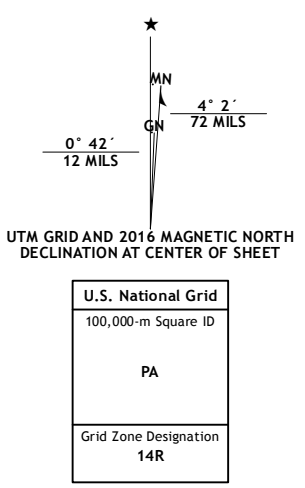 ★
MN
4° 2´
72 MILS
GN
0° 42´
12 MILS
UTM GRID AND 2016 MAGNETIC NORTH
DECLINATION AT CENTER OF SHEET
U.S. National Grid
100,000-m Square ID
PA
Grid Zone Designation
14R